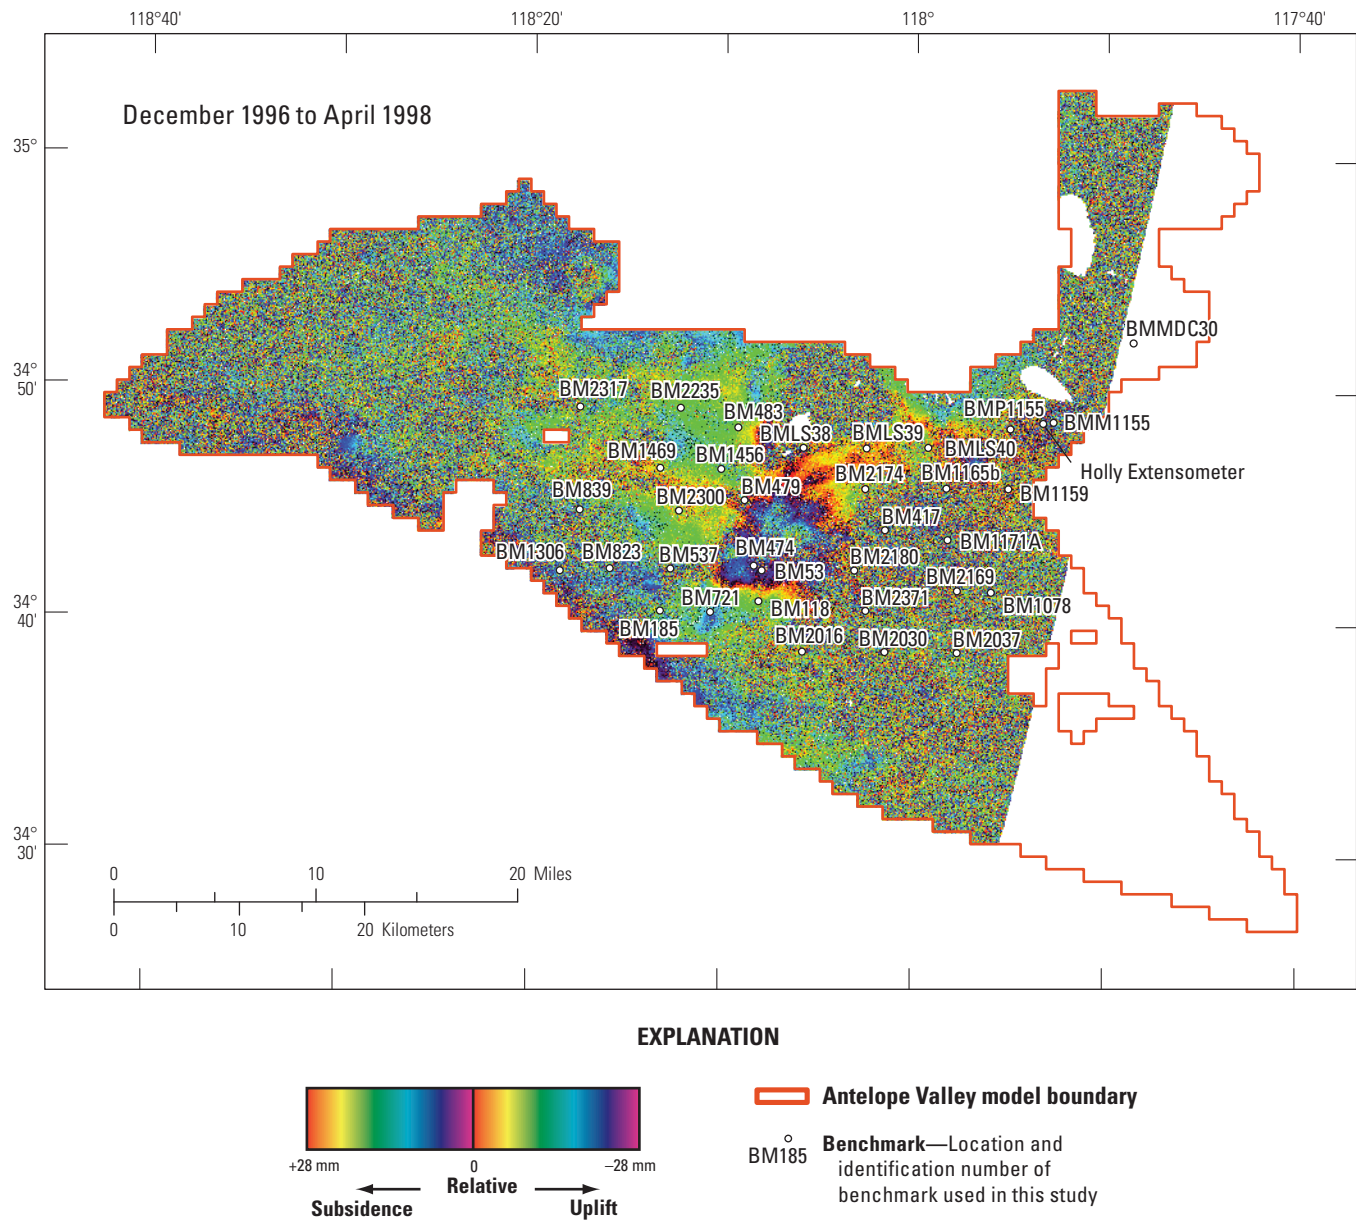 118°40'
118°20'
118°
117°40'
December 1996 to April 1998
35°
BMMDC30
34°
50'
BM2317
BM2235
BM483
BMP1155
BMM1155
BMLS38
BMLS39
BMLS40
BM1469
BM1456
Holly Extensometer
BM2174
BM1165b
BM839
BM2300
BM479
BM1159
BM417
BM1306
BM823
BM537
BM474
BM53
BM2180
BM1171A
BM2169
BM721
BM118
BM2371
BM1078
34°
40'
BM185
BM2016
BM2030
BM2037
34°
30'
0
10
20 Miles
0
10
20 Kilometers
EXPLANATION
+28 mm
0
–28 mm
Relative
Subsidence
Uplift
Antelope Valley model boundary
BM185
Benchmark—Location and
identification number of
benchmark used in this study